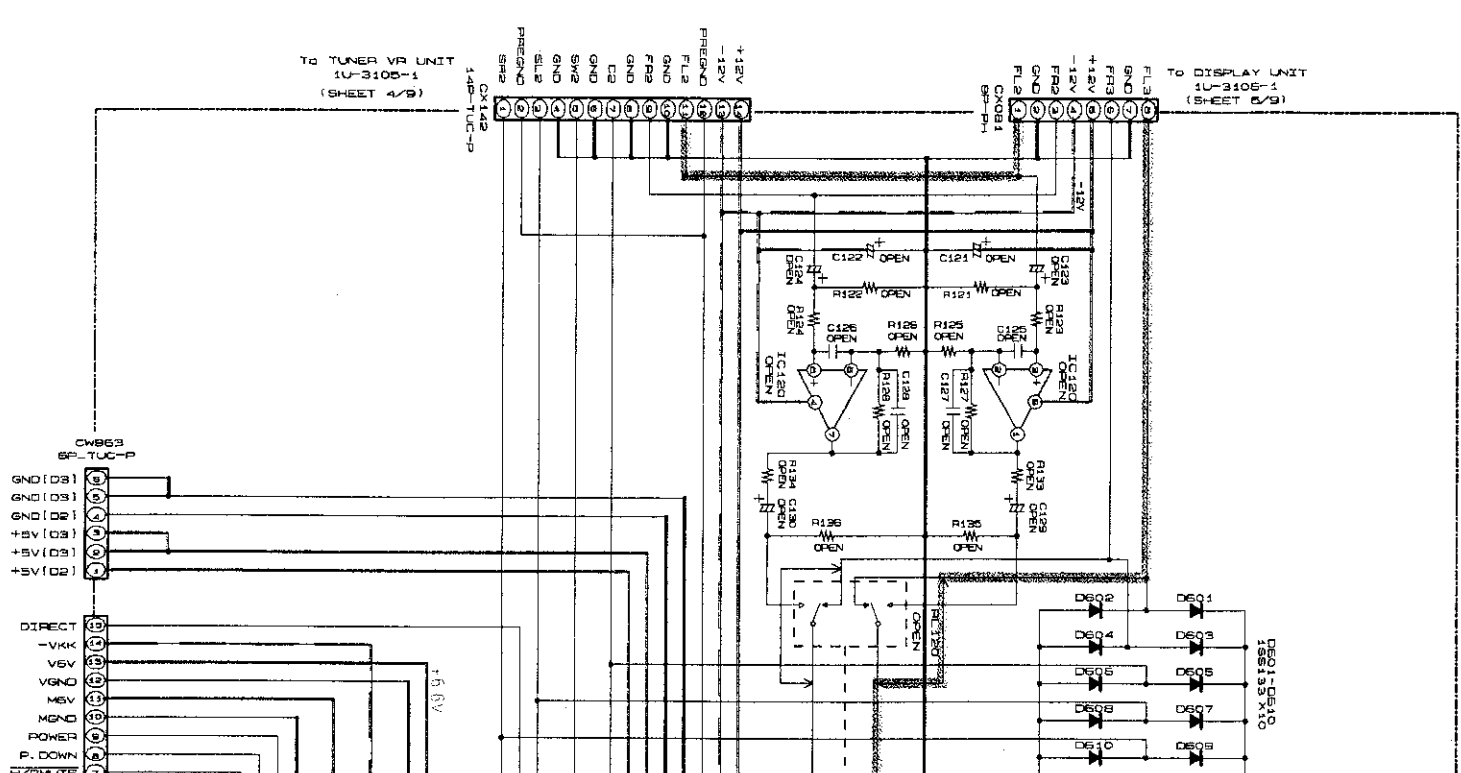 To TUNER VR UNIT
1U-3105-1
(SHEET 4/9)
CX142
14P-TUC-P
SR2
PREGND
SL2
GND
SW2
GND
C2
GND
FR2
GND
FL2
PREGND
-12V
+12V
CX081
8P-PH
FL2
GND
FR2
-12V
+12V
FR3
GND
FL3
To DISPLAY UNIT
1U-3106-1
-12V
C124
OPEN
C122
OPEN
C121
OPEN
C123
OPEN
R122
OPEN
R121
OPEN
R124
OPEN
R123
OPEN
C126
OPEN
R126
OPEN
R125
OPEN
C125
OPEN
IC120
OPEN
IC120
OPEN
R128
OPEN
C128
OPEN
C127
OPEN
R127
OPEN
R134
OPEN
C130
OPEN
R133
OPEN
C129
OPEN
R136
OPEN
R135
OPEN
RL120
OPEN
CW863
6P-TUC-P
GND[D3]
GND[D3]
GND[D2]
+5V[D3]
+5V[D3]
+5V[D2]
DIRECT
-VKK
V6V
VGND
M6V
MGND
POWER
P.DOWN
D602
D601
D604
D603
D606
D605
D608
D607
D610
D609
D601-D610
1SS133 X10